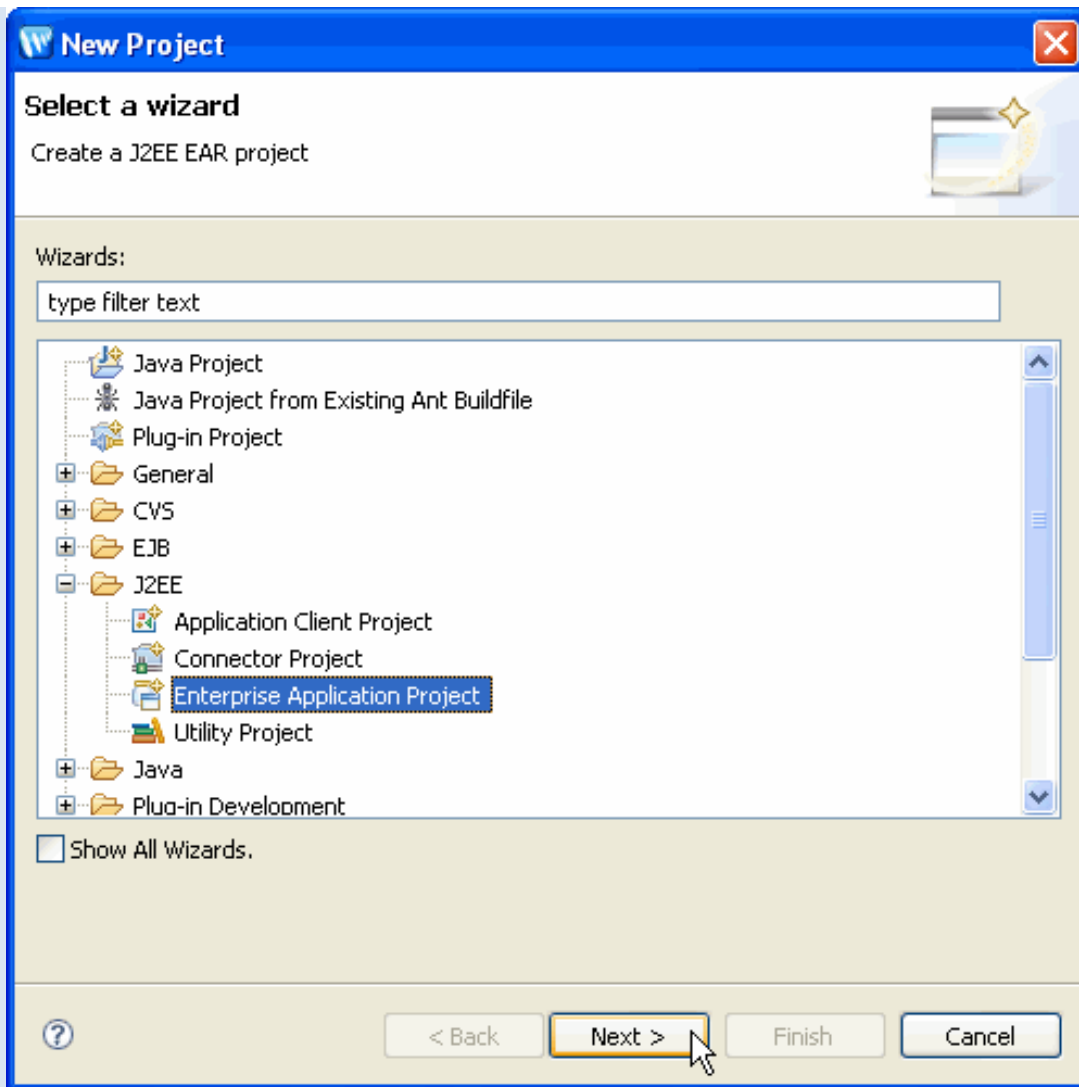 New Project
Select a wizard
Create a J2EE EAR project
Wizards:
type filter text
Java Project
Java Project from Existing Ant Buildfile
Plug-in Project
General
CVS
EJB
J2EE
Application Client Project
Connector Project
Enterprise Application Project
Utility Project
Java
Plug-in Development
Show All Wizards.
< Back Next > Finish Cancel